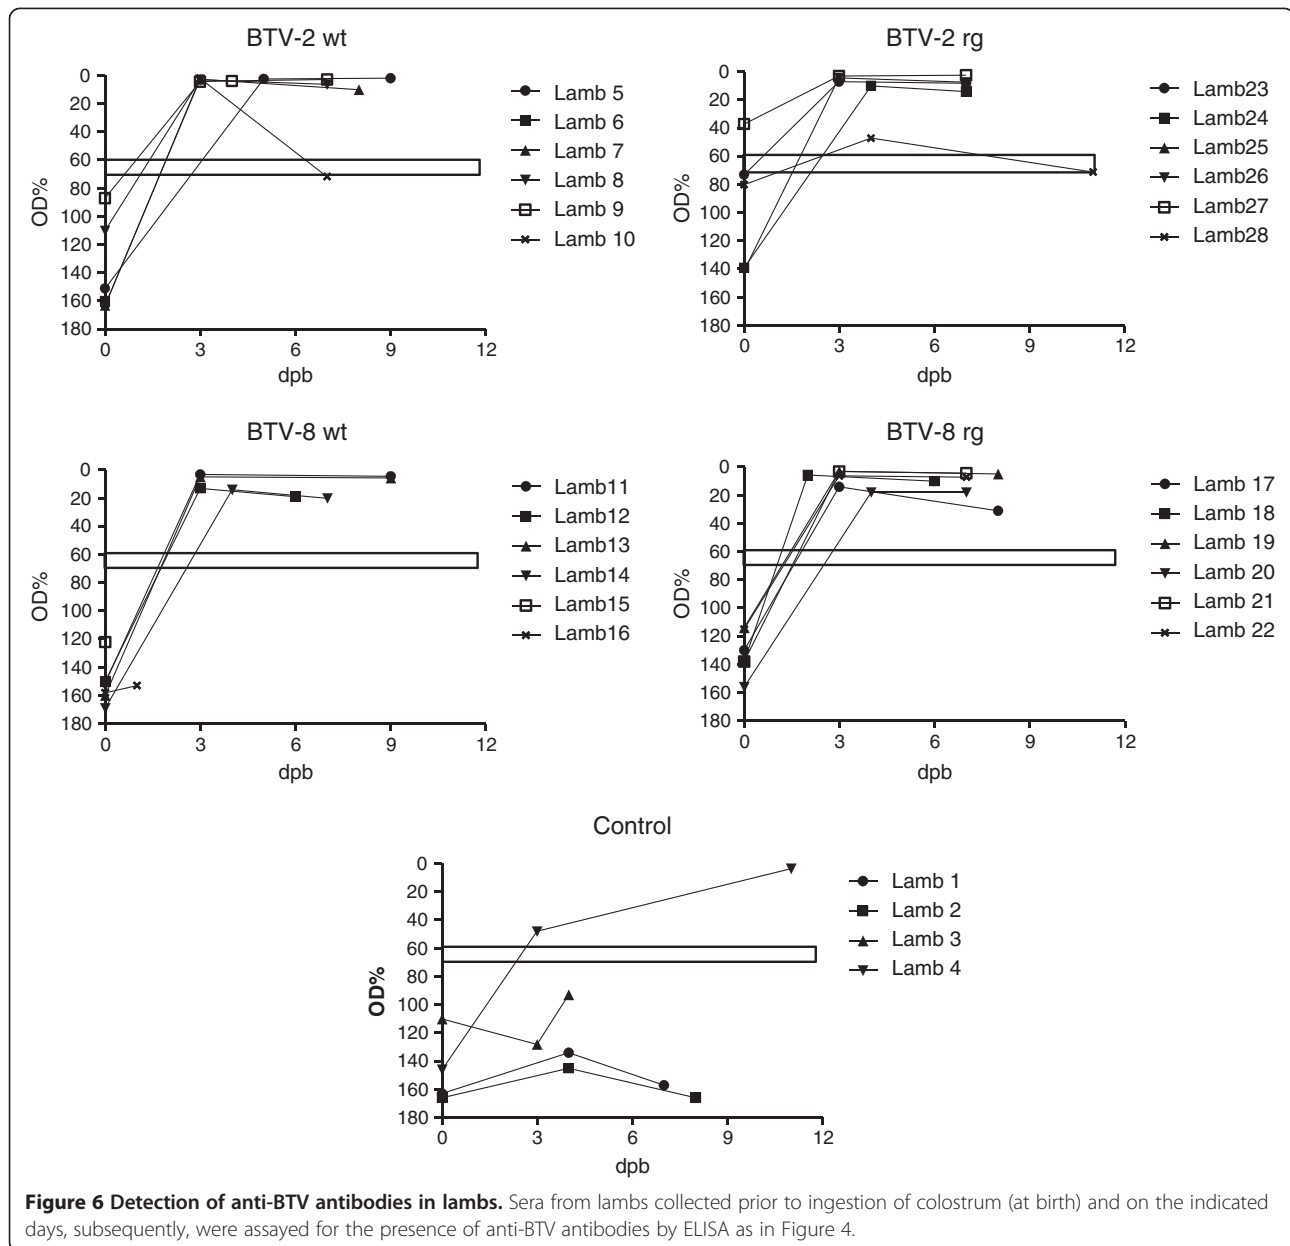 BTV-2 wt
0
20
40
60
80
100
120
140
160
180
OD%
0 3 6 9 12
dpb
Lamb 5
Lamb 6
Lamb 7
Lamb 8
Lamb 9
Lamb 10
BTV-2 rg
0
20
40
60
80
100
120
140
160
180
OD%
0 3 6 9 12
dpb
Lamb23
Lamb24
Lamb25
Lamb26
Lamb27
Lamb28
BTV-8 wt
0
20
40
60
80
100
120
140
160
180
OD%
0 3 6 9 12
dpb
Lamb11
Lamb12
Lamb13
Lamb14
Lamb15
Lamb16
BTV-8 rg
0
20
40
60
80
100
120
140
160
180
OD%
0 3 6 9 12
dpb
Lamb 17
Lamb 18
Lamb 19
Lamb 20
Lamb 21
Lamb 22
Control
0
20
40
60
80
100
120
140
160
180
OD%
0 3 6 9 12
dpb
Lamb 1
Lamb 2
Lamb 3
Lamb 4
Figure 6 Detection of anti-BTV antibodies in lambs. Sera from lambs collected prior to ingestion of colostrum (at birth) and on the indicated
days, subsequently, were assayed for the presence of anti-BTV antibodies by ELISA as in Figure 4.